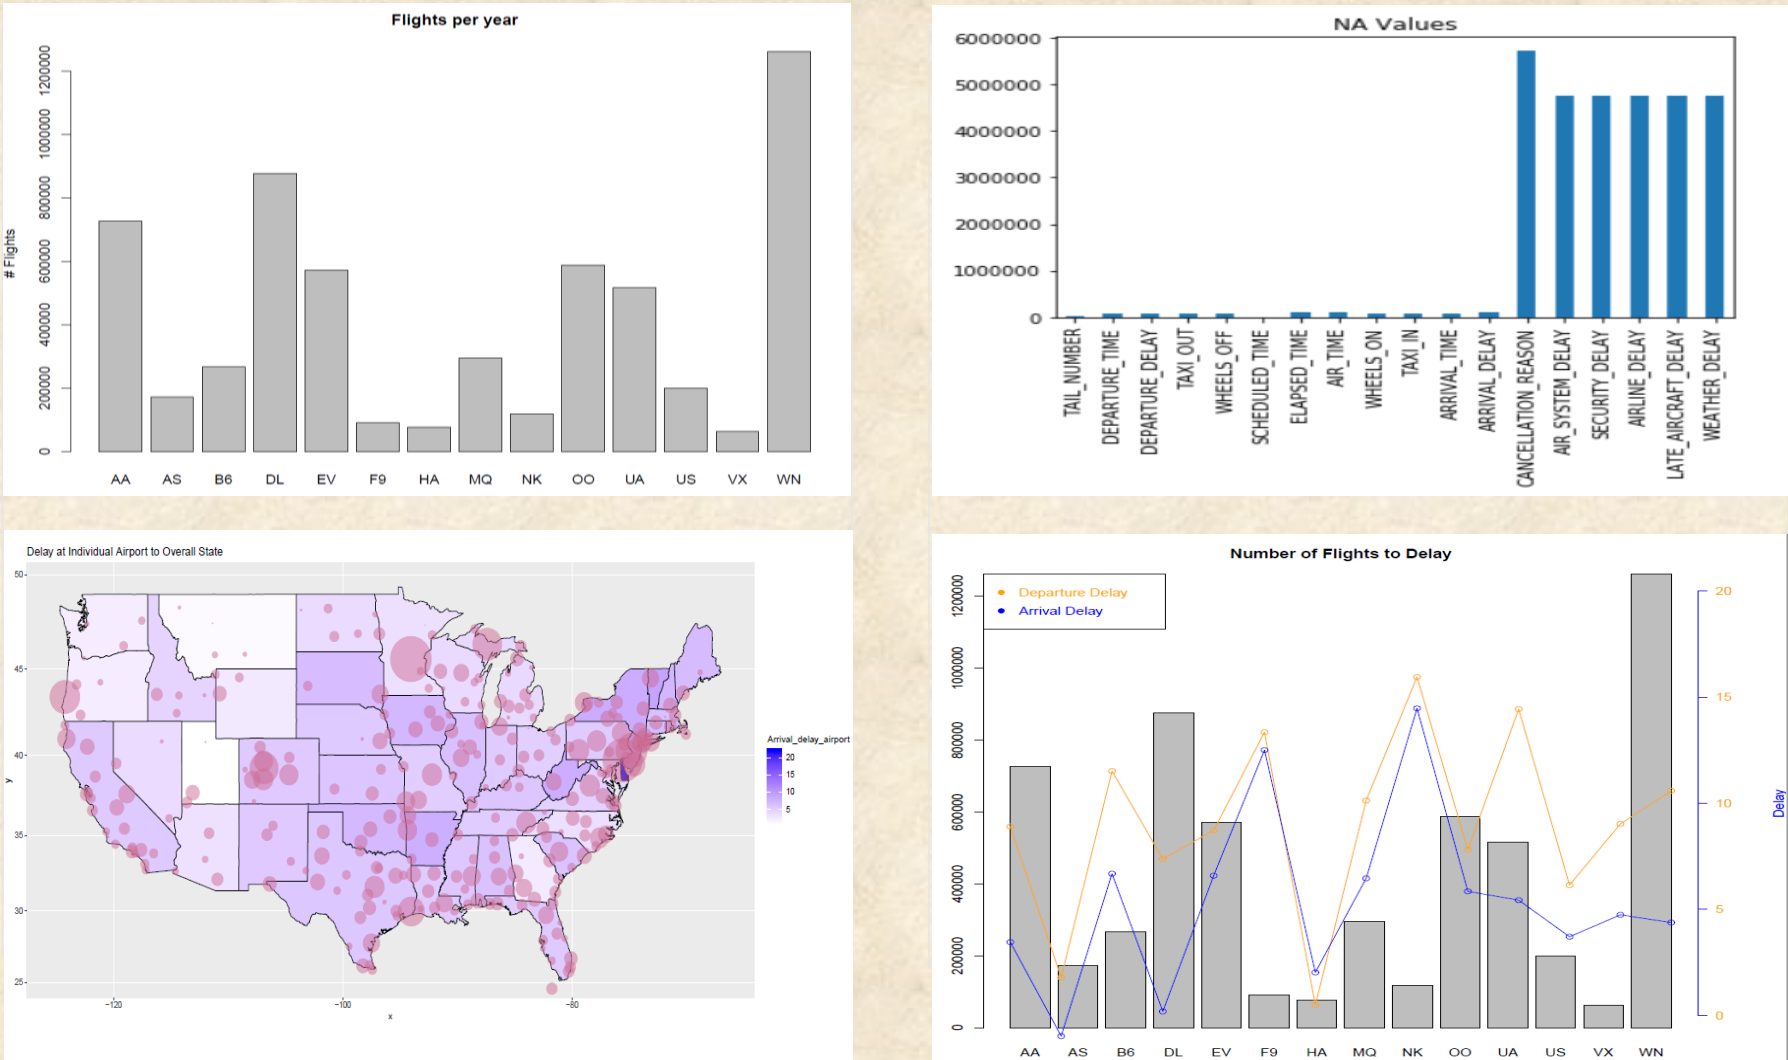 Flights per year
# Flights
1200000
1000000
800000
600000
400000
200000
0
AA AS B6 DL EV F9 HA MQ NK OO UA US VX WN
NA Values
6000000
5000000
4000000
3000000
2000000
1000000
0
TAIL_NUMBER
DEPARTURE_TIME
DEPARTURE_DELAY
TAXI_OUT
WHEELS_OFF
SCHEDULED_TIME
ELAPSED_TIME
AIR_TIME
WHEELS_ON
TAXI_IN
ARRIVAL_TIME
ARRIVAL_DELAY
CANCELLATION_REASON
AIR_SYSTEM_DELAY
SECURITY_DELAY
AIRLINE_DELAY
LATE_AIRCRAFT_DELAY
WEATHER_DELAY
Delay at Individual Airport to Overall State
50
45
40
35
30
25
y
−120 −100 −80
x
Arrival_delay_airport
20
15
10
5
Number of Flights to Delay
Departure Delay
Arrival Delay
1200000
1000000
800000
600000
400000
200000
0
20
15
10
5
0
Delay
AA AS B6 DL EV F9 HA MQ NK OO UA US VX WN